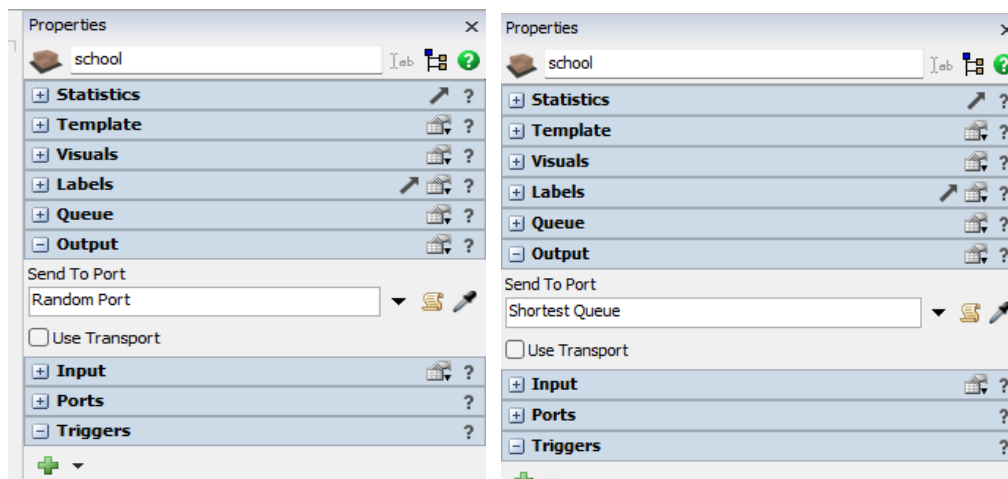 Properties
school
Statistics
?
Template
?
Visuals
?
Labels
?
Queue
?
Output
?
Send To Port
Random Port
Use Transport
Input
?
Ports
?
Triggers
?
Properties
school
Statistics
?
Template
?
Visuals
?
Labels
?
Queue
?
Output
?
Send To Port
Shortest Queue
Use Transport
Input
?
Ports
?
Triggers
?